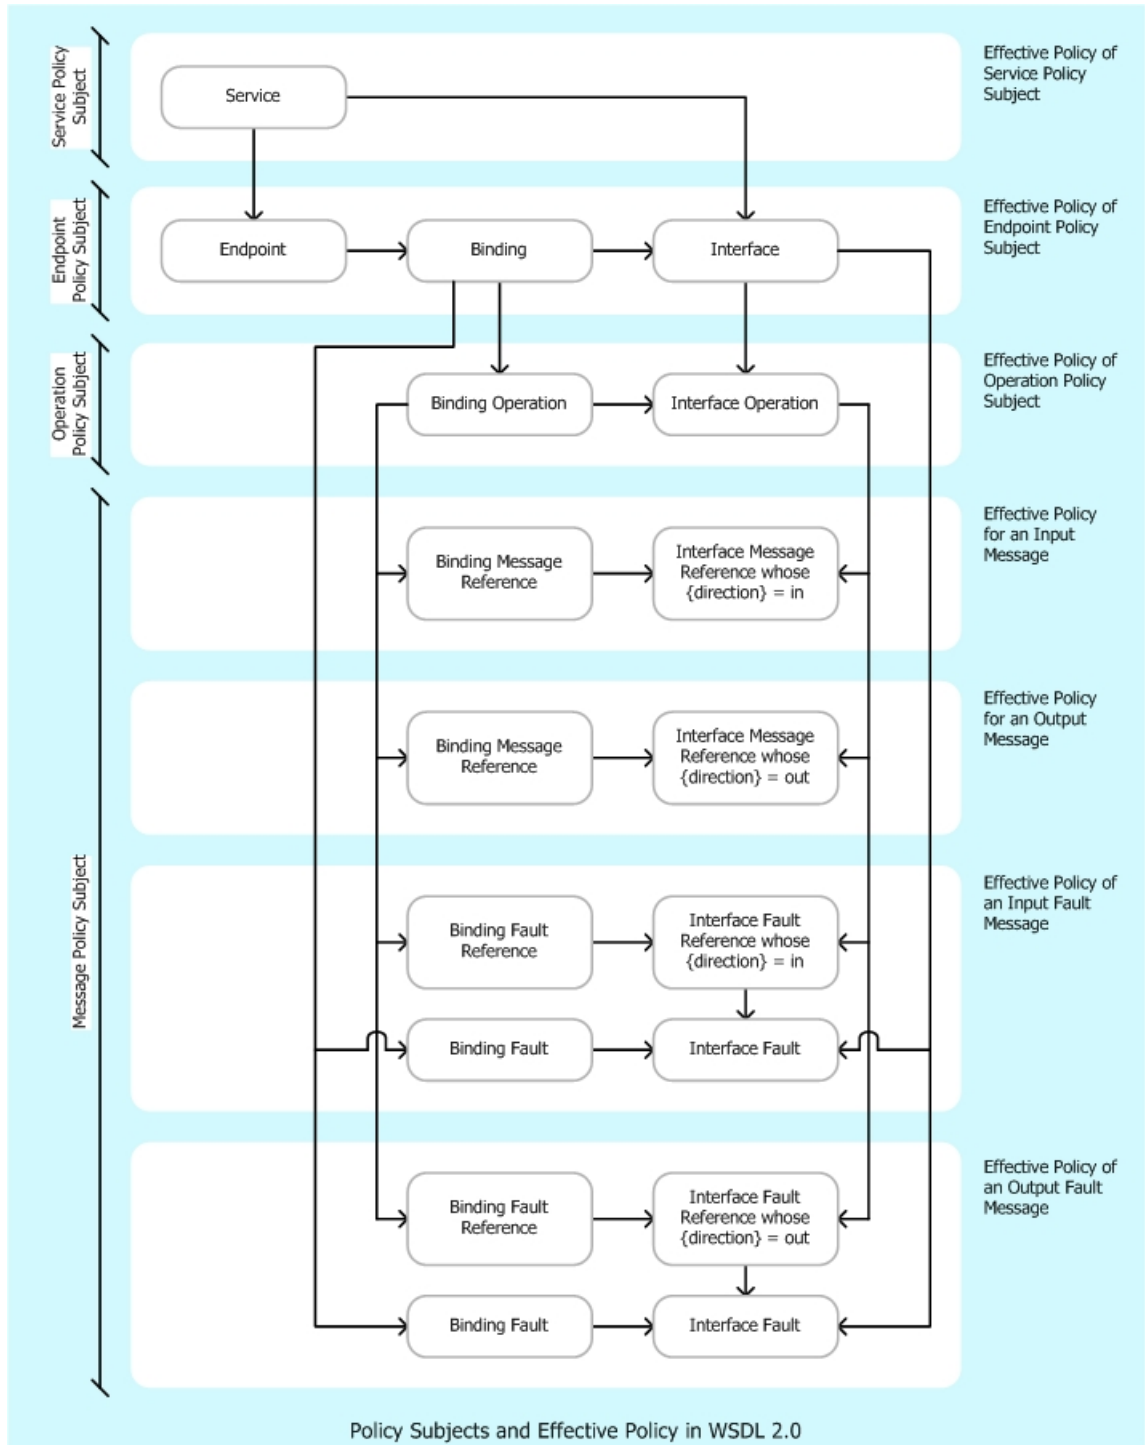 Service Policy
Subject
Service
Effective Policy of
Service Policy
Subject
Endpoint
Policy Subject
Endpoint
Binding
Interface
Effective Policy of
Endpoint Policy
Subject
Operation
Policy Subject
Binding Operation
Interface Operation
Effective Policy of
Operation Policy
Subject
Message Policy Subject
Binding Message
Reference
Interface Message
Reference whose
{direction} = in
Effective Policy
for an Input
Message
Binding Message
Reference
Interface Message
Reference whose
{direction} = out
Effective Policy
for an Output
Message
Binding Fault
Reference
Interface Fault
Reference whose
{direction} = in
Effective Policy of
an Input Fault
Message
Binding Fault
Interface Fault
Binding Fault
Reference
Interface Fault
Reference whose
{direction} = out
Effective Policy of
an Output Fault
Message
Binding Fault
Interface Fault
Policy Subjects and Effective Policy in WSDL 2.0